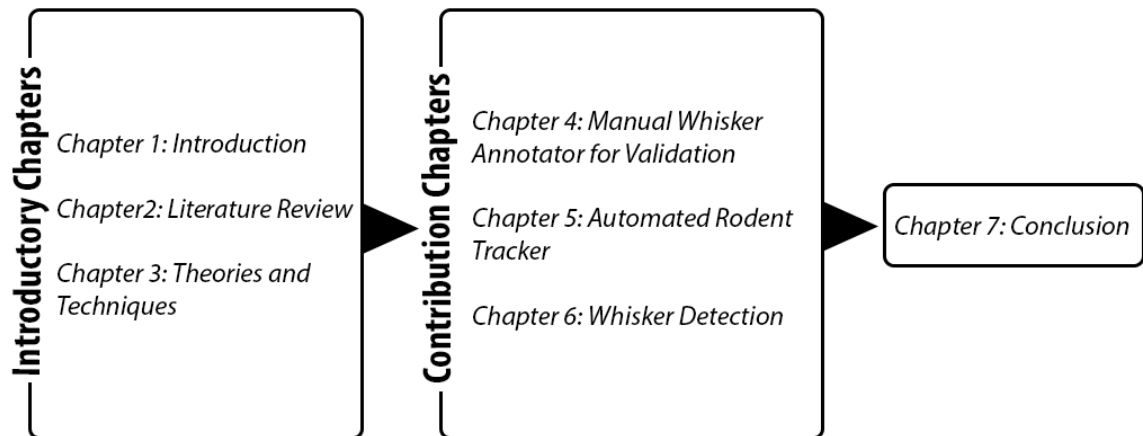 Introductory Chapters
Chapter 1: Introduction
Chapter2: Literature Review
Chapter 3: Theories and
Techniques
Contribution Chapters
Chapter 4: Manual Whisker
Annotator for Validation
Chapter 5: Automated Rodent
Tracker
Chapter 6: Whisker Detection
Chapter 7: Conclusion